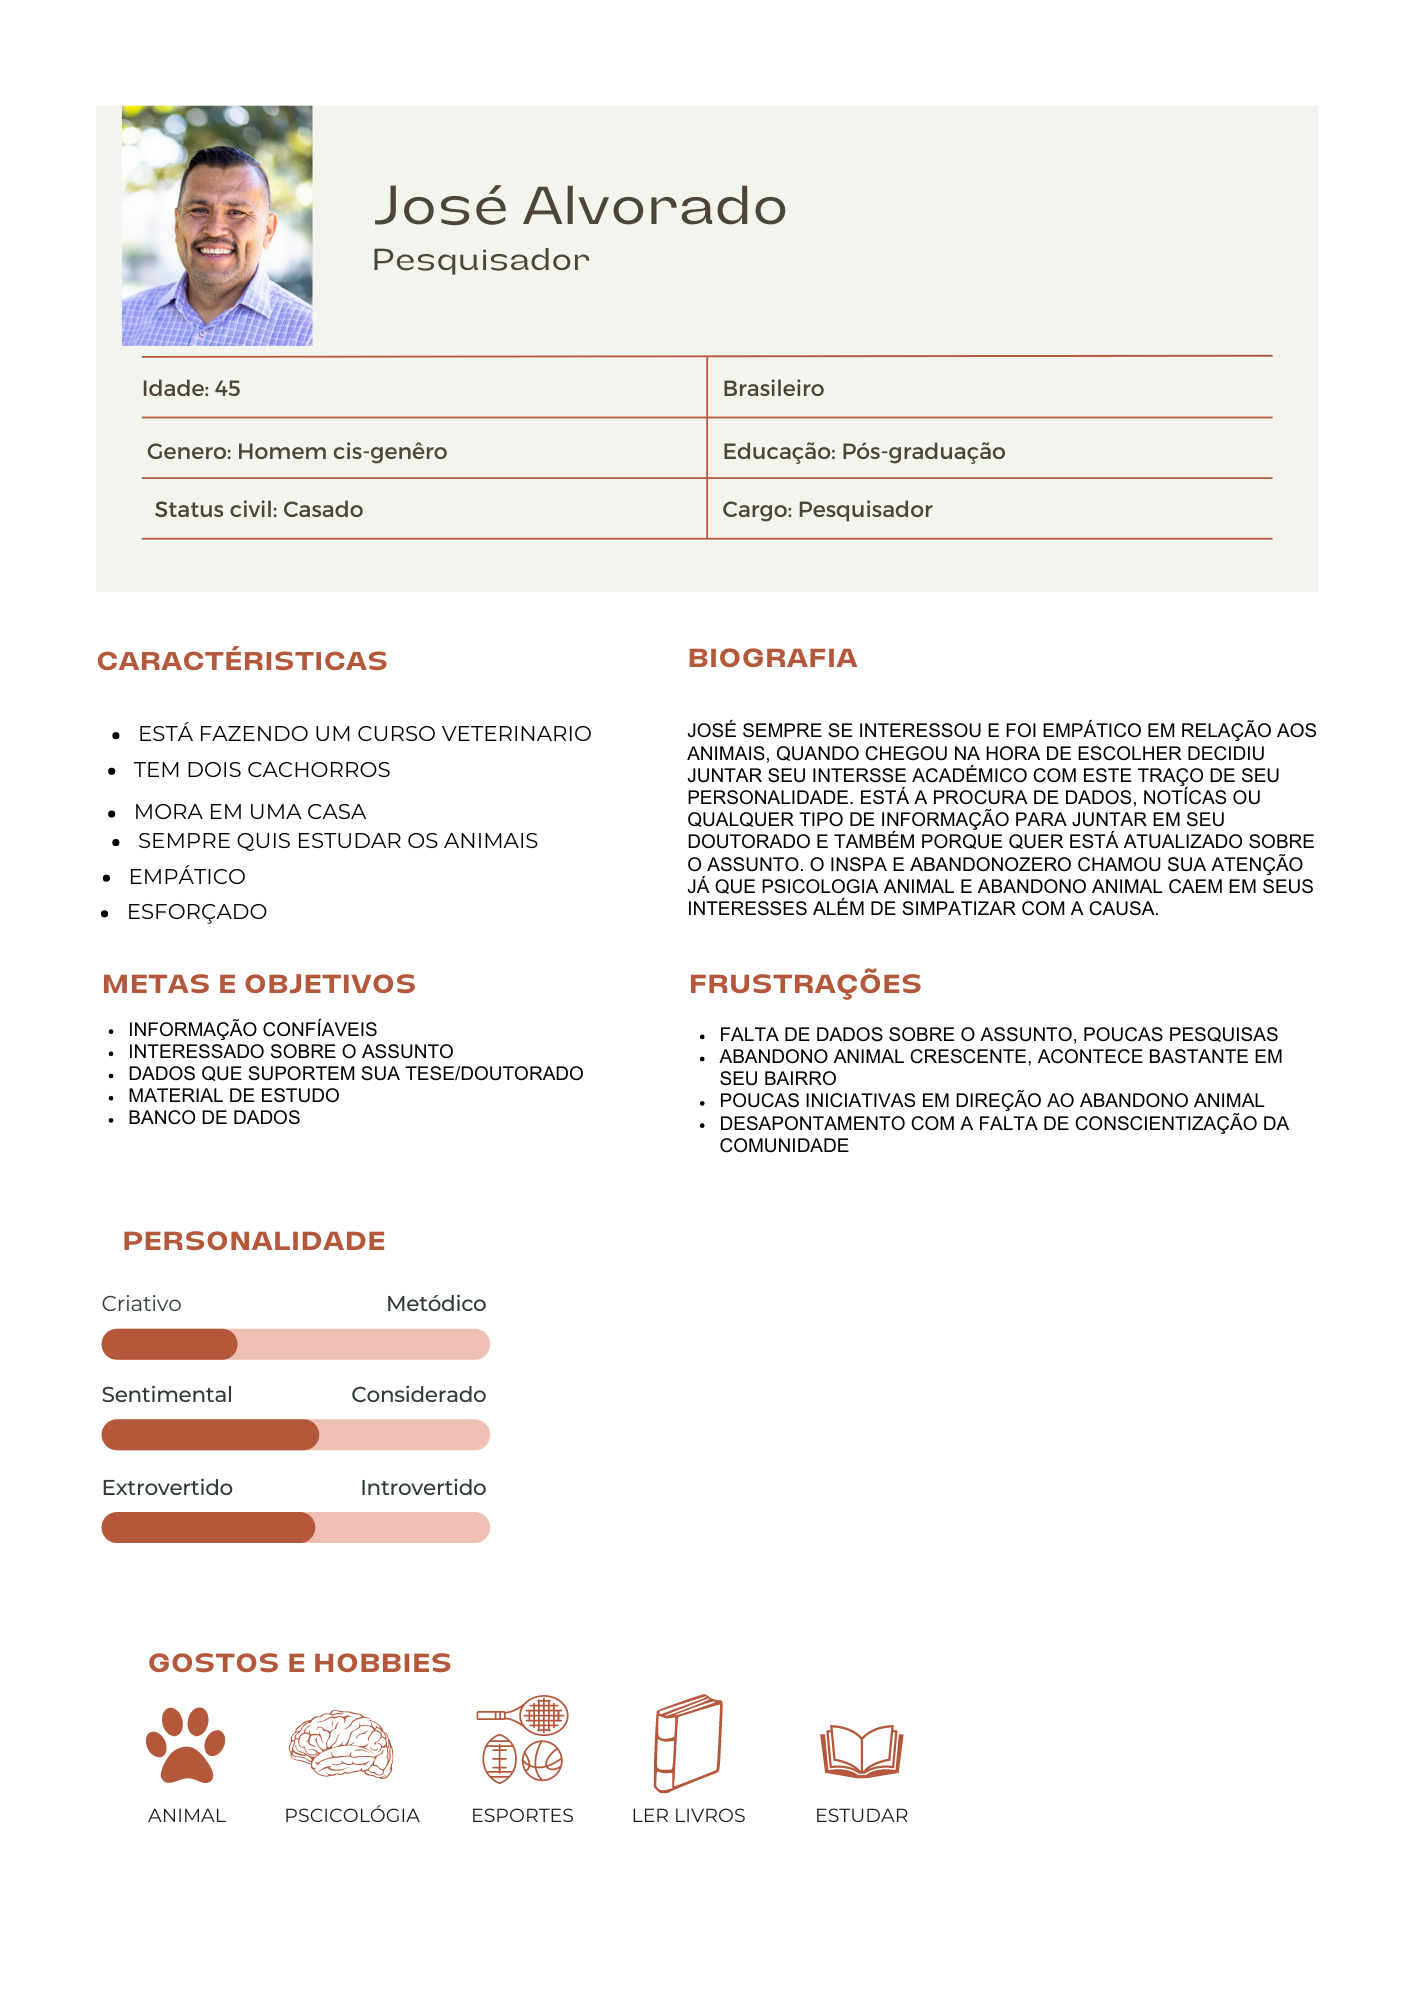 José Alvorado
Pesquisador
Idade: 45
Brasileiro
Genero: Homem cis-genêro
Educação: Pós-graduação
Status civil: Casado
Cargo: Pesquisador
CARACTÉRISTICAS
• ESTÁ FAZENDO UM CURSO VETERINARIO
• TEM DOIS CACHORROS
• MORA EM UMA CASA
• SEMPRE QUIS ESTUDAR OS ANIMAIS
• EMPÁTICO
• ESFORÇADO
BIOGRAFIA
JOSÉ SEMPRE SE INTERESSOU E FOI EMPÁTICO EM RELAÇÃO AOS
ANIMAIS, QUANDO CHEGOU NA HORA DE ESCOLHER DECIDIU
JUNTAR SEU INTERSSE ACADÉMICO COM ESTE TRAÇO DE SEU
PERSONALIDADE. ESTÁ A PROCURA DE DADOS, NOTÍCAS OU
QUALQUER TIPO DE INFORMAÇÃO PARA JUNTAR EM SEU
DOUTORADO E TAMBÉM PORQUE QUER ESTÁ ATUALIZADO SOBRE
O ASSUNTO. O INSPA E ABANDONOZERO CHAMOU SUA ATENÇÃO
JÁ QUE PSICOLOGIA ANIMAL E ABANDONO ANIMAL CAEM EM SEUS
INTERESSES ALÉM DE SIMPATIZAR COM A CAUSA.
METAS E OBJETIVOS
• INFORMAÇÃO CONFÍAVEIS
• INTERESSADO SOBRE O ASSUNTO
• DADOS QUE SUPORTEM SUA TESE/DOUTORADO
• MATERIAL DE ESTUDO
• BANCO DE DADOS
FRUSTRAÇÕES
• FALTA DE DADOS SOBRE O ASSUNTO, POUCAS PESQUISAS
• ABANDONO ANIMAL CRESCENTE, ACONTECE BASTANTE EM
SEU BAIRRO
• POUCAS INICIATIVAS EM DIREÇÃO AO ABANDONO ANIMAL
• DESAPONTAMENTO COM A FALTA DE CONSCIENTIZAÇÃO DA
COMUNIDADE
PERSONALIDADE
Criativo Metódico
Sentimental Considerado
Extrovertido Introvertido
GOSTOS E HOBBIES
ANIMAL PSCICOLÓGIA ESPORTES LER LIVROS ESTUDAR